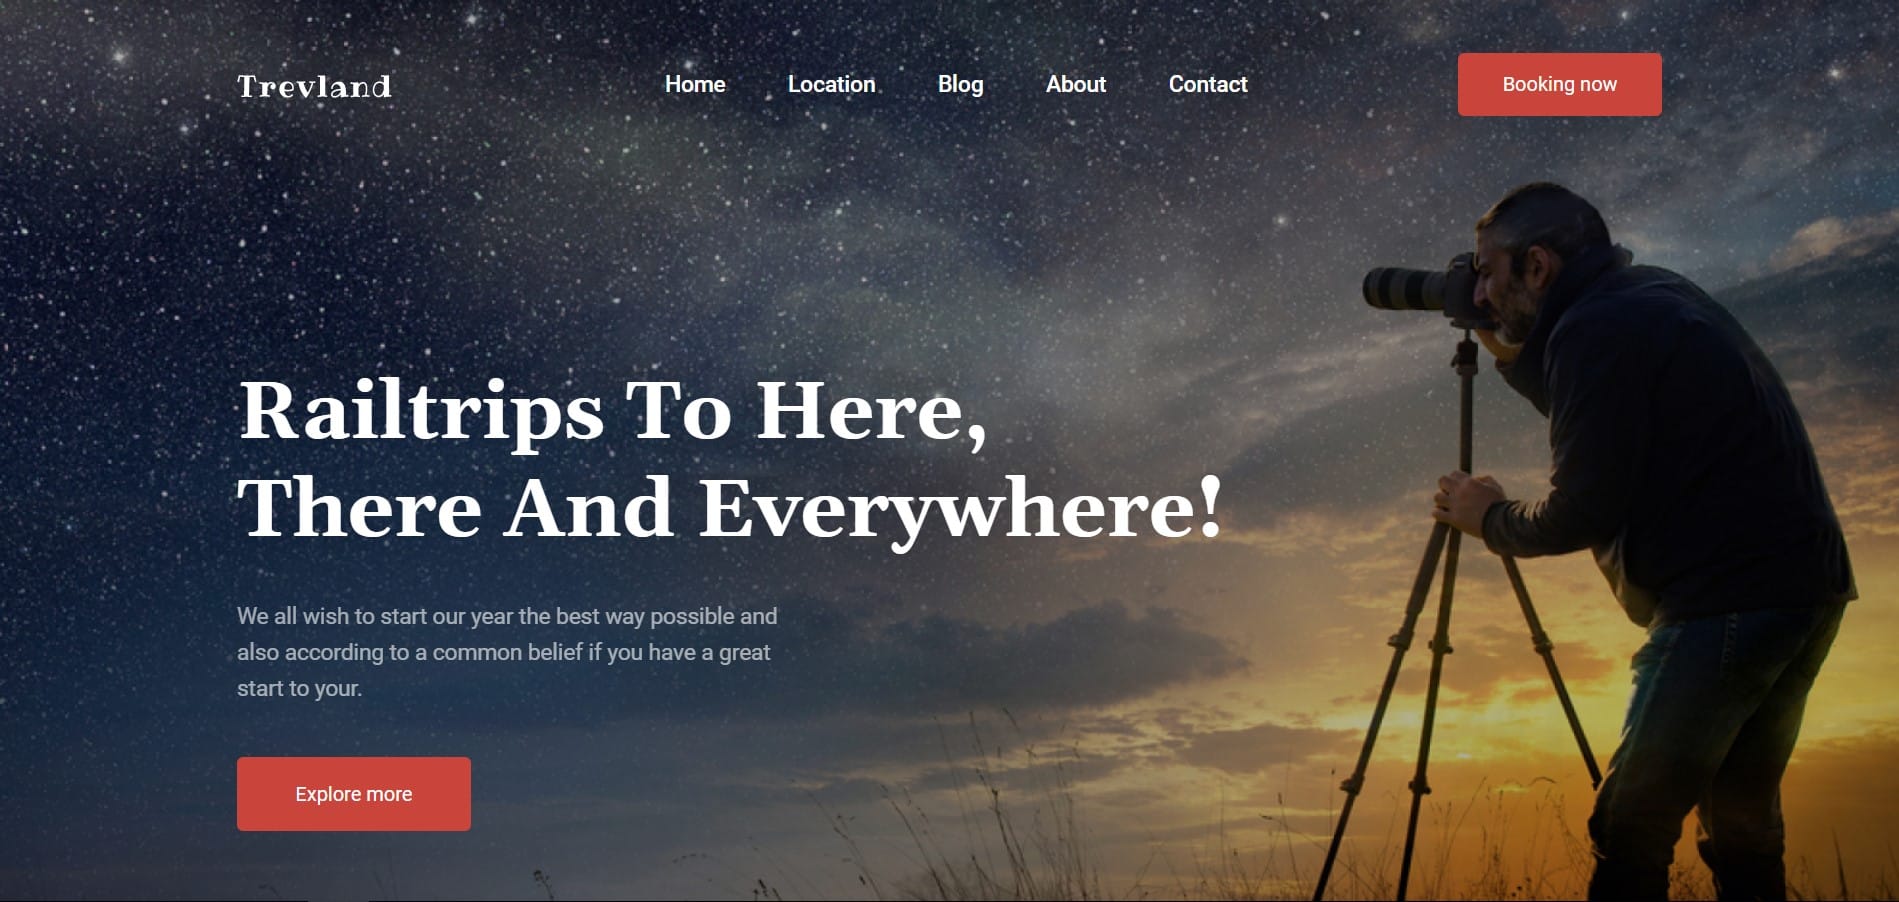 Trevland
Home
Location
Blog
About
Contact
Booking now
Railtrips To Here,
There And Everywhere!
We all wish to start our year the best way possible and
also according to a common belief if you have a great
start to your.
Explore more